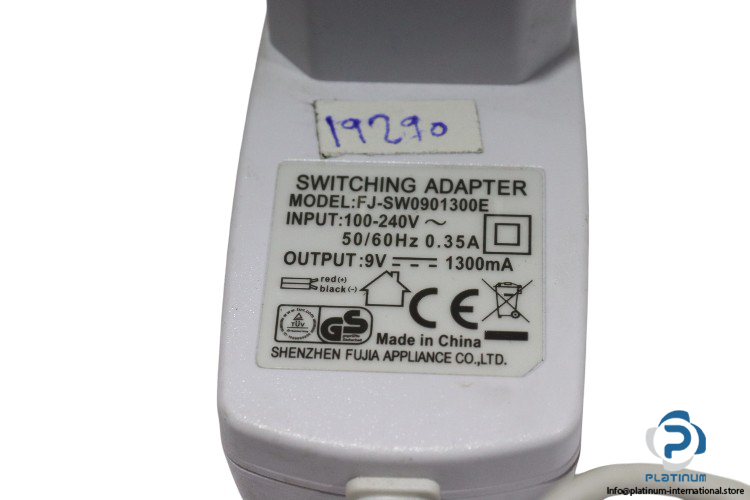 19290
SWITCHING ADAPTER
MODEL:FJ-SW0901300E
INPUT:100-240V ~
50/60Hz 0.35A
OUTPUT:9V ⎓ 1300mA
red(+)
black(-)
TÜV
GS
CE
Made in China
SHENZHEN FUJIA APPLIANCE CO.,LTD.
PLATINUM
Info@platinum-international.store